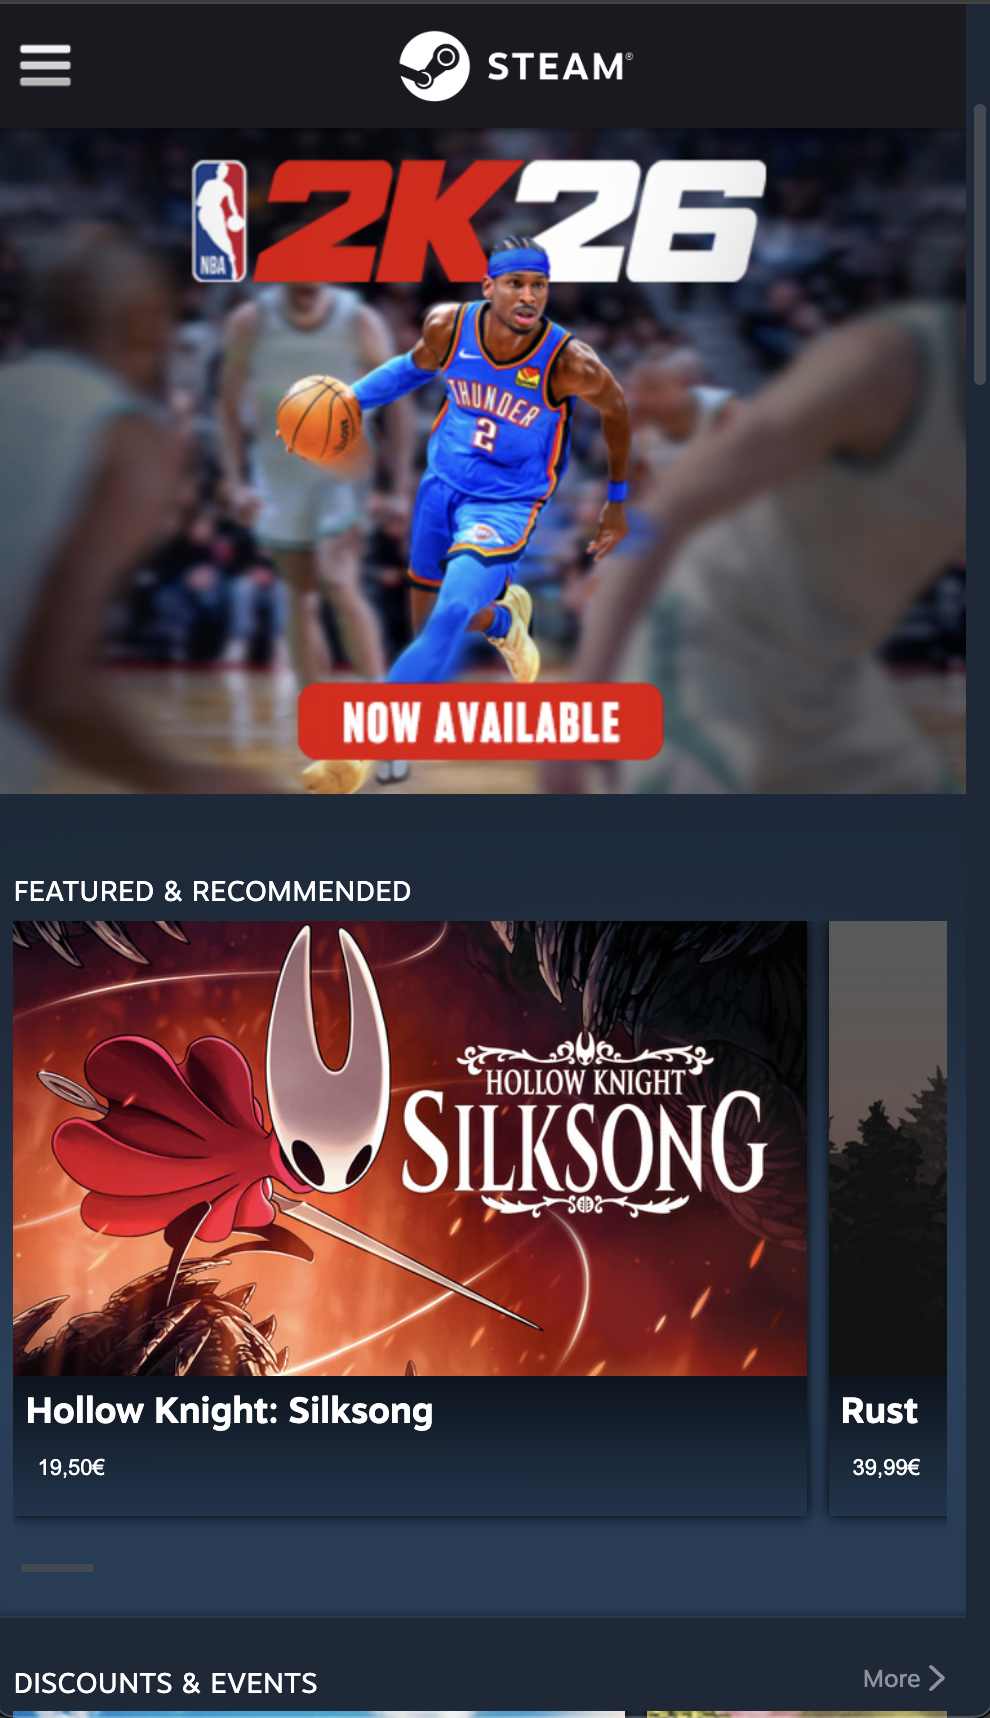 STEAM®
NBA
2K26
THUNDER
2
NOW AVAILABLE
FEATURED & RECOMMENDED
HOLLOW KNIGHT
SILKSONG
Hollow Knight: Silksong
19,50€
Rust
39,99€
DISCOUNTS & EVENTS
More